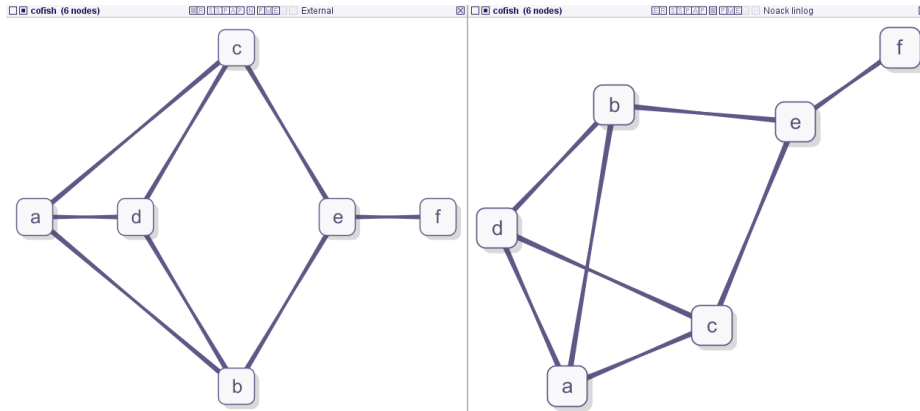 cofish (6 nodes) External
c
a d e f
b
cofish (6 nodes) Noack linlog
f
b
e
d
c
a